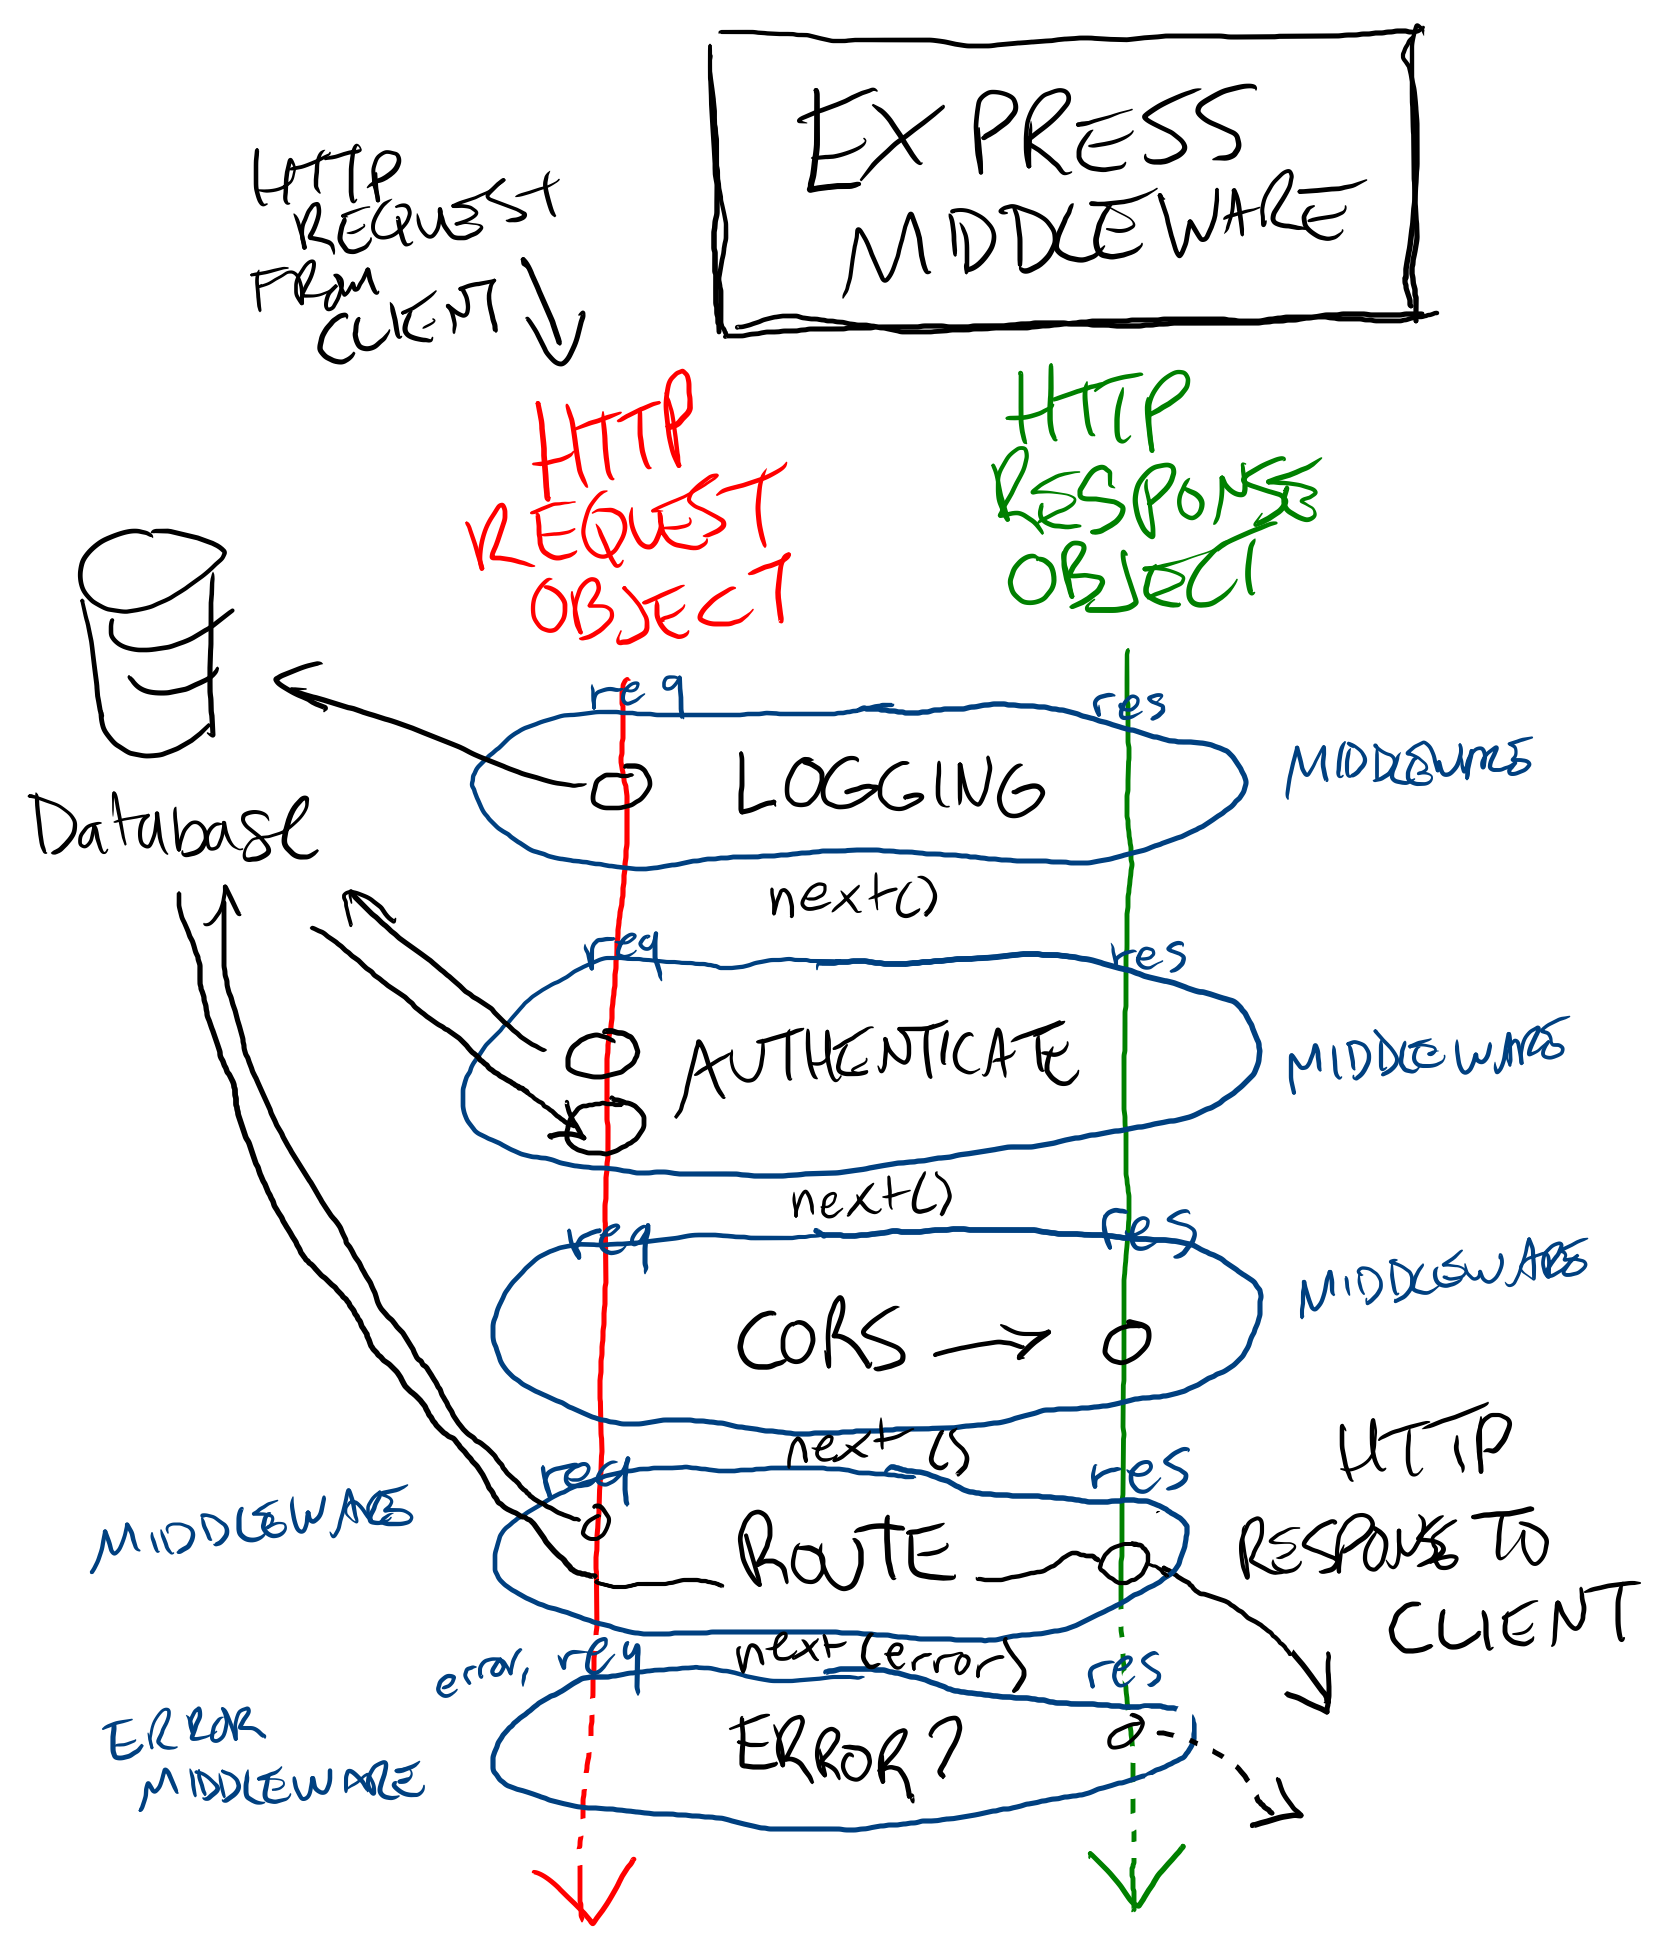 EXPRESS
MIDDLEWARE
HTTP
REQUEST
FROM
CLIENT
HTTP
REQUEST
OBJECT
HTTP
RESPONSE
OBJECT
Database
req
res
LOGGING
MIDDLEWARE
next()
req
res
AUTHENTICATE
MIDDLEWARE
next()
req
res
CORS
MIDDLEWARE
next()
req
res
MIDDLEWARE
ROUTE
HTTP
RESPONSE TO
CLIENT
next(error)
error, req
res
ERROR
MIDDLEWARE
ERROR?